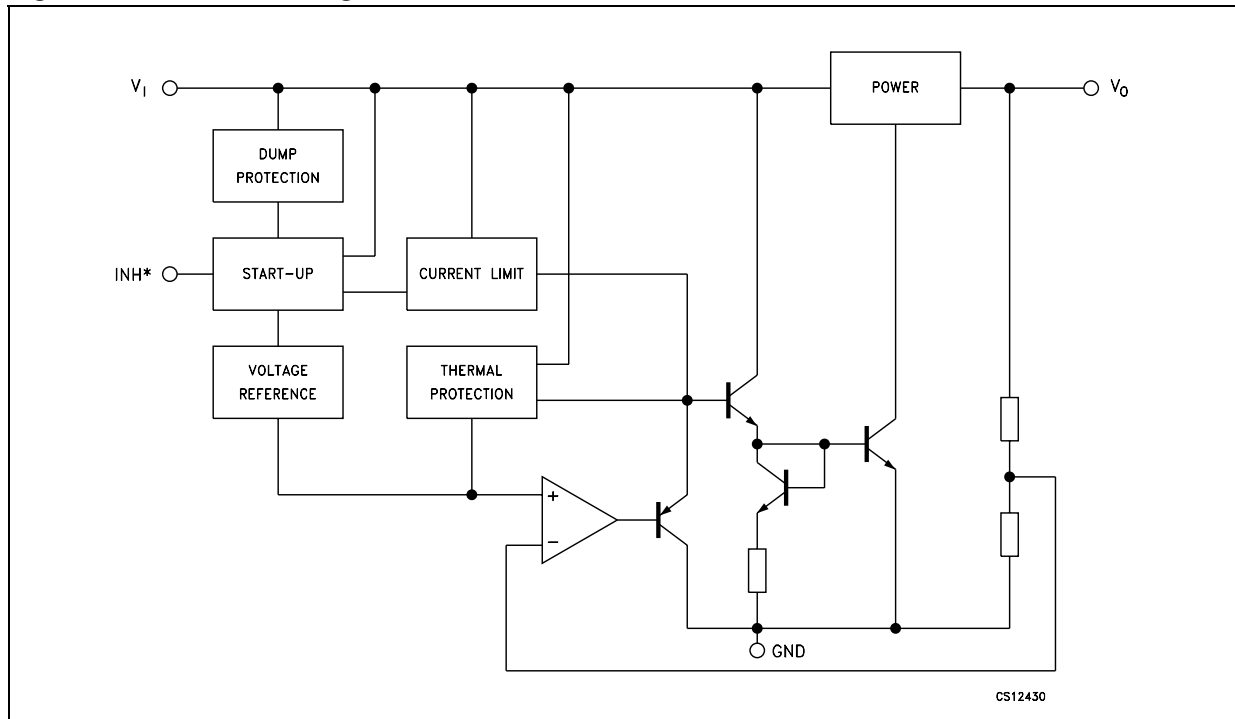 V_I
POWER
V_O
DUMP
PROTECTION
INH*
START-UP
CURRENT LIMIT
VOLTAGE
REFERENCE
THERMAL
PROTECTION
+
−
GND
CS12430